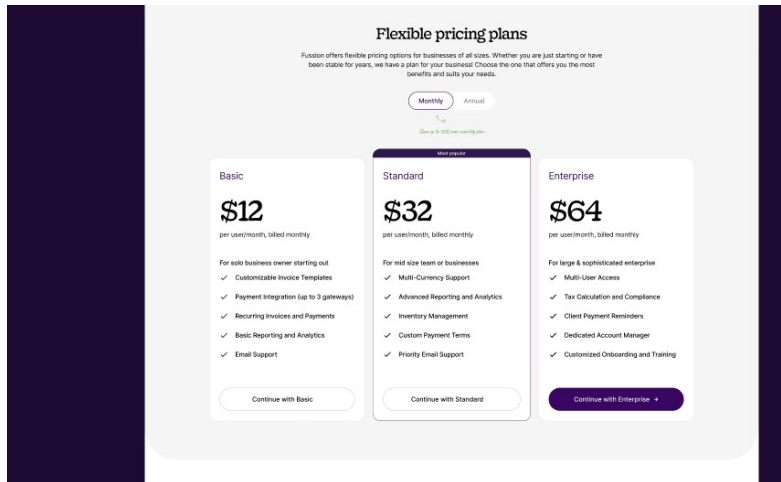 Flexible pricing plans
Fussion offers flexible pricing options for businesses of all sizes. Whether you are just starting or have
been stable for years, we have a plan for your business! Choose the one that offers you the most
benefits and suits your needs.
Monthly
Annual
Save up to 35% over monthly plan
Basic
$12
per user/month, billed monthly
For solo business owner starting out
Customizable Invoice Templates
Payment Integration (up to 3 gateways)
Recurring Invoices and Payments
Basic Reporting and Analytics
Email Support
Continue with Basic
Most popular
Standard
$32
per user/month, billed monthly
For mid size team or businesses
Multi-Currency Support
Advanced Reporting and Analytics
Inventory Management
Custom Payment Terms
Priority Email Support
Continue with Standard
Enterprise
$64
per user/month, billed monthly
For large & sophisticated enterprise
Multi-User Access
Tax Calculation and Compliance
Client Payment Reminders
Dedicated Account Manager
Customized Onboarding and Training
Continue with Enterprise →